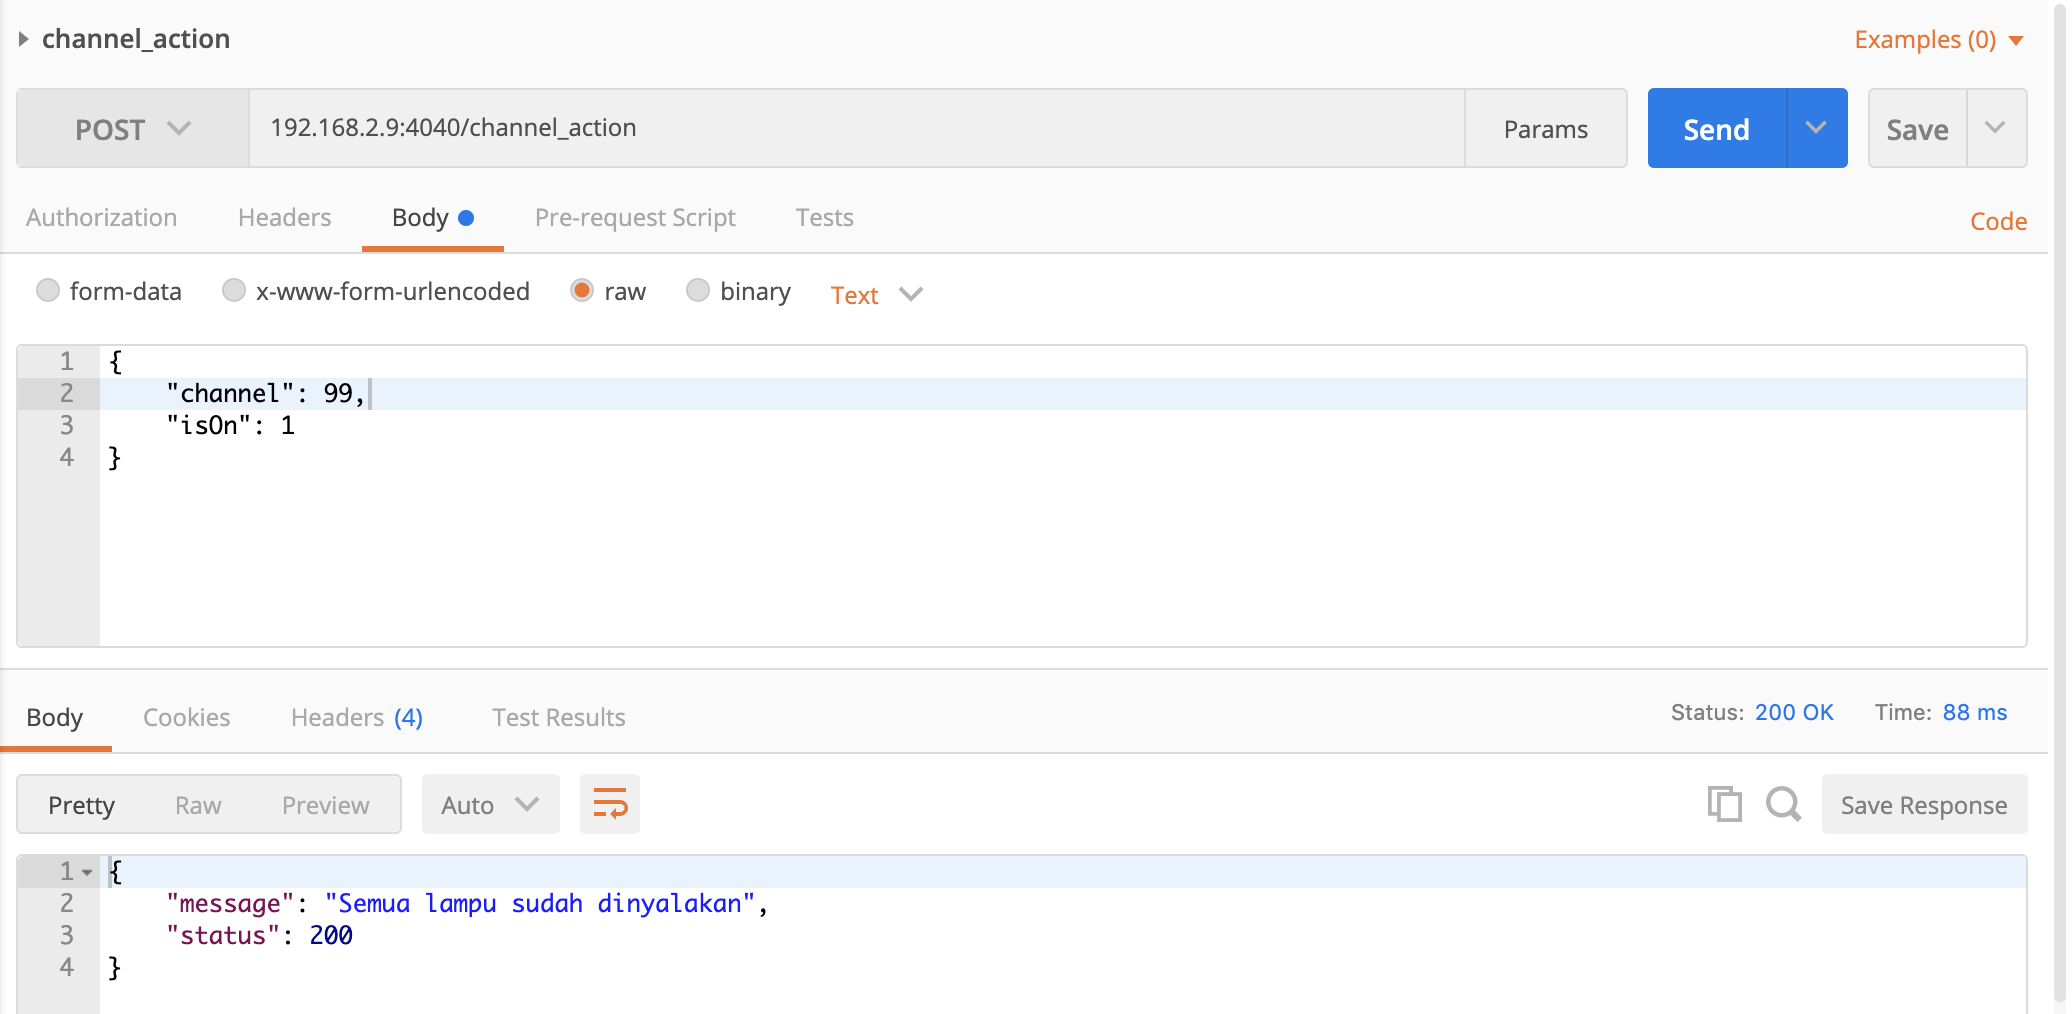 channel_action
Examples (0)
POST 192.168.2.9:4040/channel_action Params Send Save
Authorization Headers Body Pre-request Script Tests Code
form-data x-www-form-urlencoded raw binary Text
1 {
2 "channel": 99,
3 "isOn": 1
4 }
Body Cookies Headers (4) Test Results Status: 200 OK Time: 88 ms
Pretty Raw Preview Auto Save Response
1 {
2 "message": "Semua lampu sudah dinyalakan",
3 "status": 200
4 }